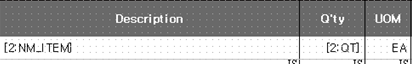 Description Q'ty UOM
[2:NM_ITEM] [2:QT] EA